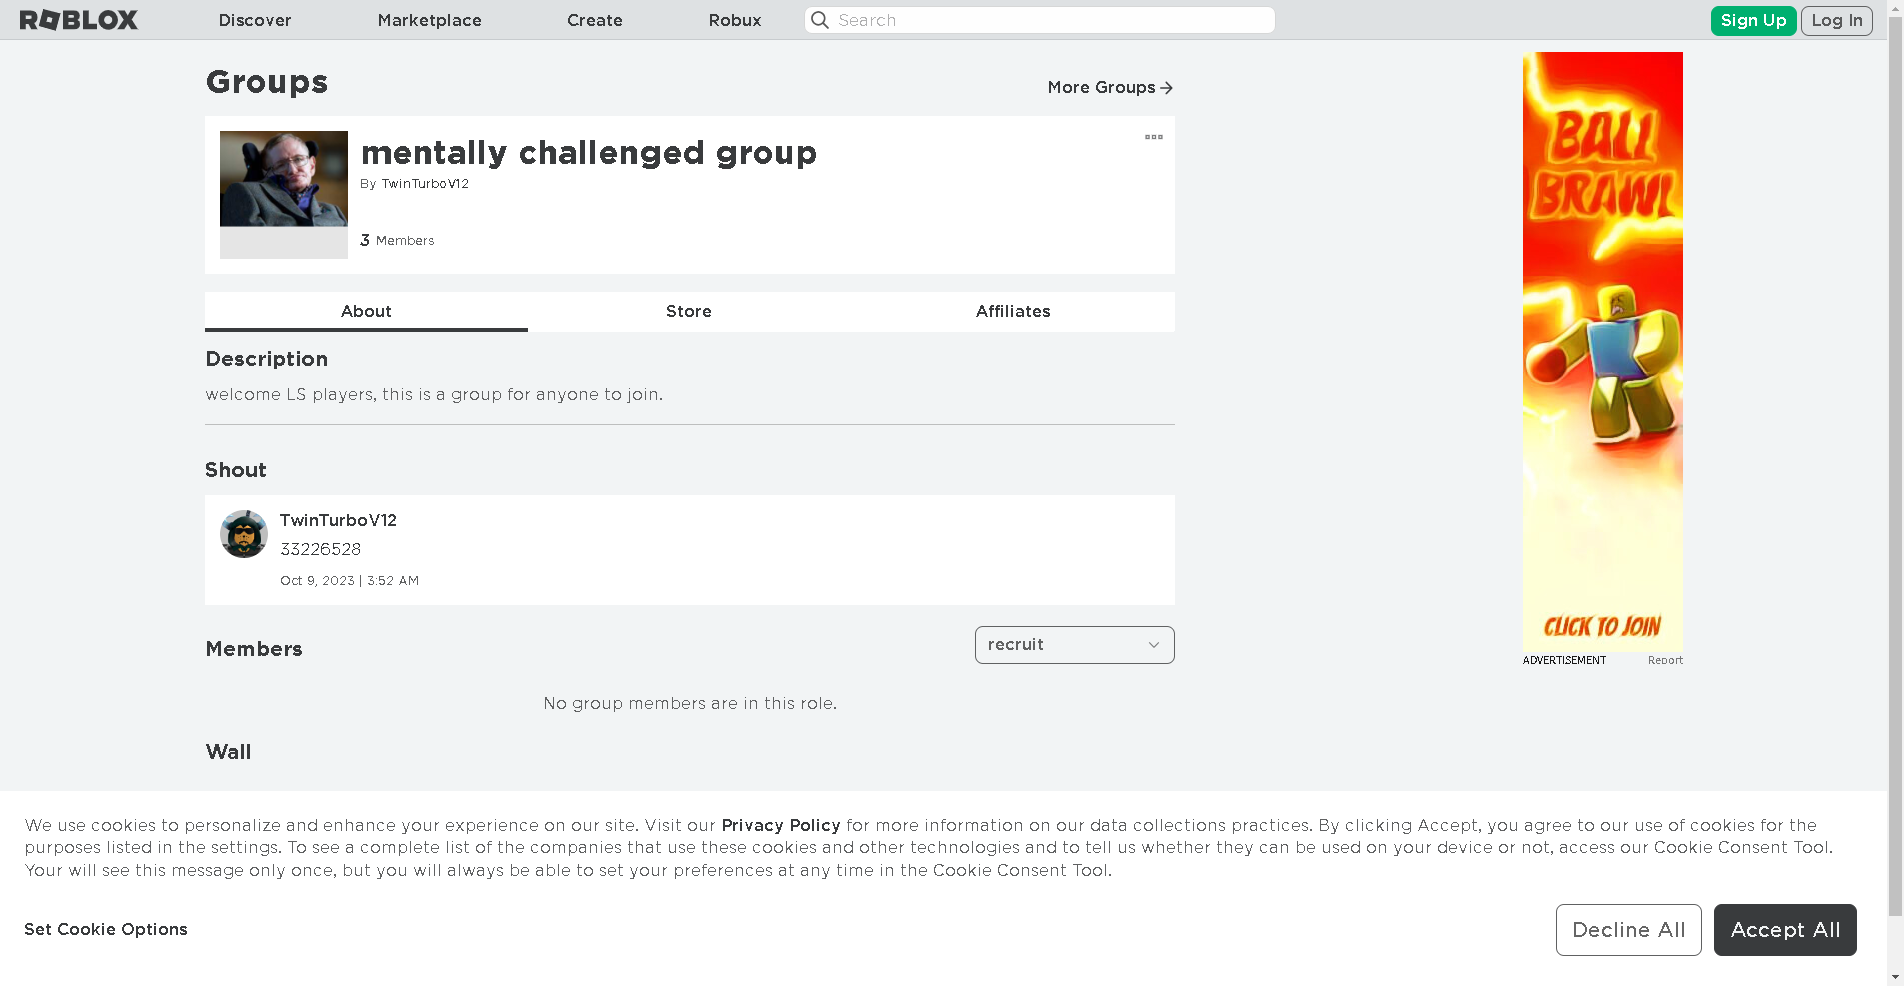 ROBLOX
Discover
Marketplace
Create
Robux
Search
Sign Up
Log In
Groups
More Groups
mentally challenged group
By TwinTurboV12
3 Members
About
Store
Affiliates
Description
welcome LS players, this is a group for anyone to join.
Shout
TwinTurboV12
33226528
Oct 9, 2023 | 3:52 AM
Members
recruit
No group members are in this role.
Wall
BALL
BRAWL
CLICK TO JOIN
ADVERTISEMENT
Report
We use cookies to personalize and enhance your experience on our site. Visit our Privacy Policy for more information on our data collections practices. By clicking Accept, you agree to our use of cookies for the
purposes listed in the settings. To see a complete list of the companies that use these cookies and other technologies and to tell us whether they can be used on your device or not, access our Cookie Consent Tool.
Your will see this message only once, but you will always be able to set your preferences at any time in the Cookie Consent Tool.
Set Cookie Options
Decline All
Accept All